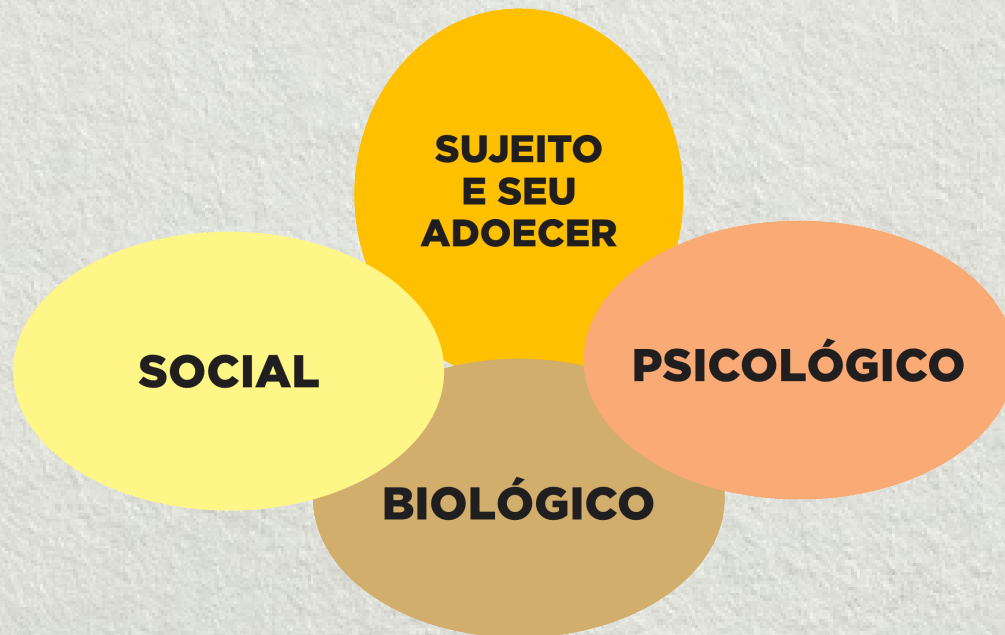 SUJEITO
E SEU
ADOECER
SOCIAL
PSICOLÓGICO
BIOLÓGICO